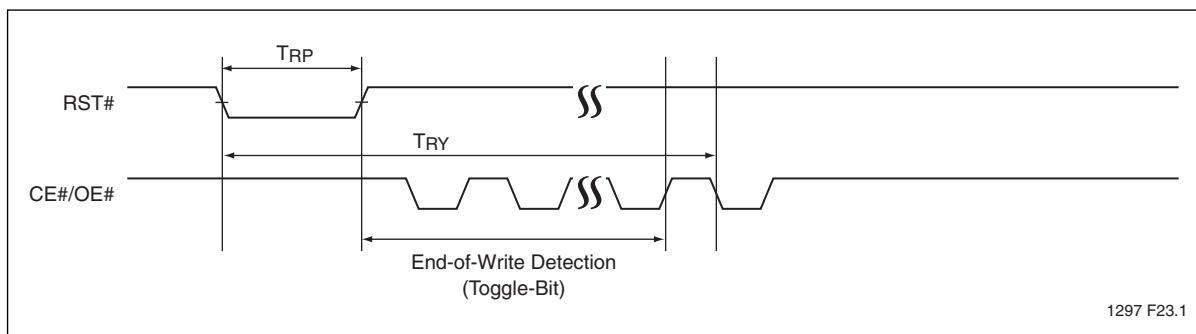 TRP
RST#
TRY
CE#/OE#
End-of-Write Detection
(Toggle-Bit)
1297 F23.1